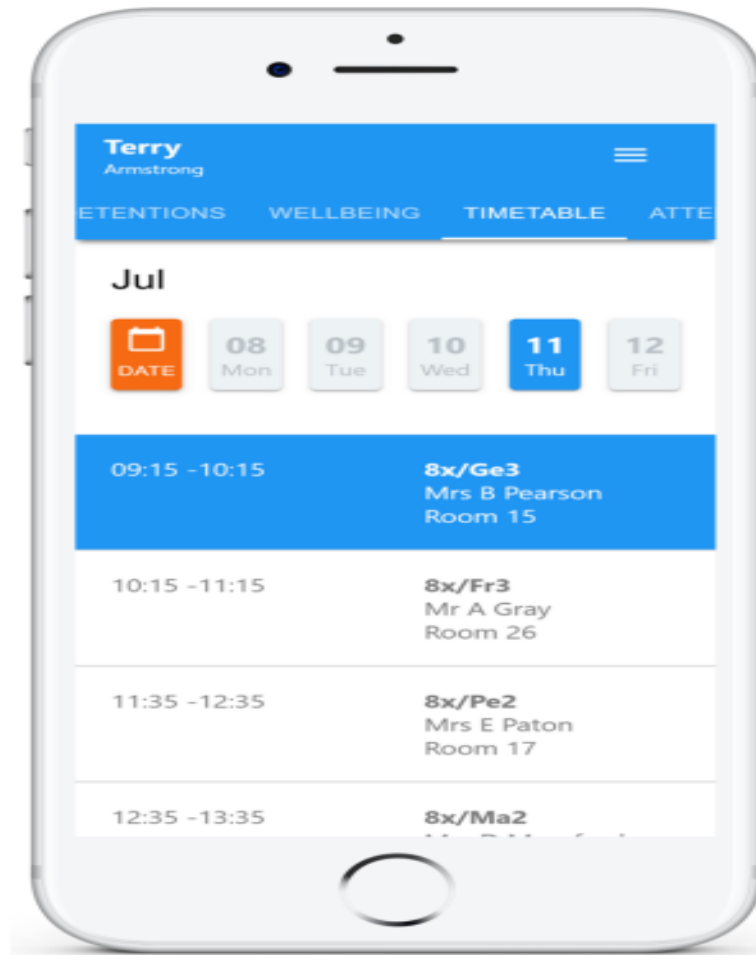 Terry
Armstrong
ETENTIONS WELLBEING TIMETABLE ATTE
Jul
DATE 08 Mon 09 Tue 10 Wed 11 Thu 12 Fri
09:15 -10:15 8x/Ge3
Mrs B Pearson
Room 15
10:15 -11:15 8x/Fr3
Mr A Gray
Room 26
11:35 -12:35 8x/Pe2
Mrs E Paton
Room 17
12:35 -13:35 8x/Ma2